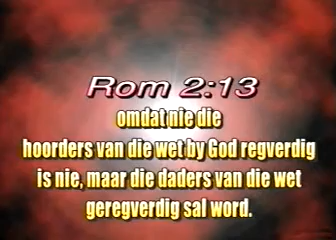 Rom 2:13
omdat nie die
hoorders van die wet by God regverdig
is nie, maar die daders van die wet
geregverdig sal word.